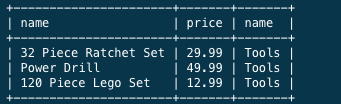 +----------------------+-------+-------+
| name                 | price | name  |
+----------------------+-------+-------+
| 32 Piece Ratchet Set | 29.99 | Tools |
| Power Drill          | 49.99 | Tools |
| 120 Piece Lego Set   | 12.99 | Tools |
+----------------------+-------+-------+